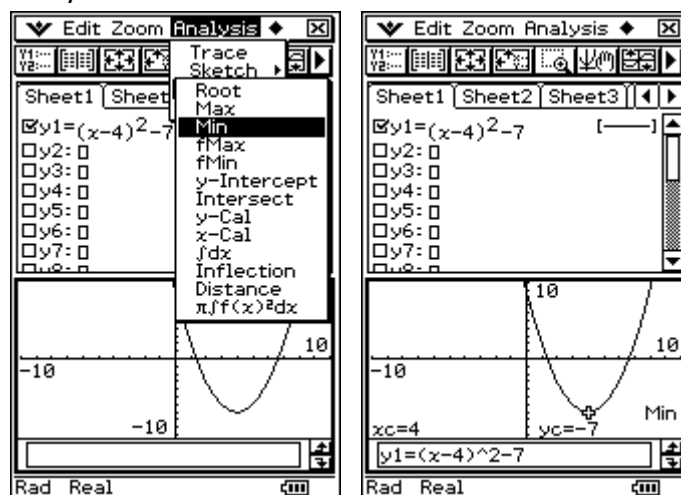 Edit Zoom Analysis
Trace
Sketch
Root
Max
Min
fMax
fMin
y-Intercept
Intersect
y-Cal
x-Cal
∫dx
Inflection
Distance
π∫f(x)²dx
Sheet1 Sheet
y1=(x-4)²-7
y2:
y3:
y4:
y5:
y6:
y7:
10
-10
-10
Rad Real
Edit Zoom Analysis
Sheet1 Sheet2 Sheet3
y1=(x-4)²-7
y2:
y3:
y4:
y5:
y6:
y7:
10
10
-10
Min
xc=4 yc=-7
y1=(x-4)^2-7
Rad Real